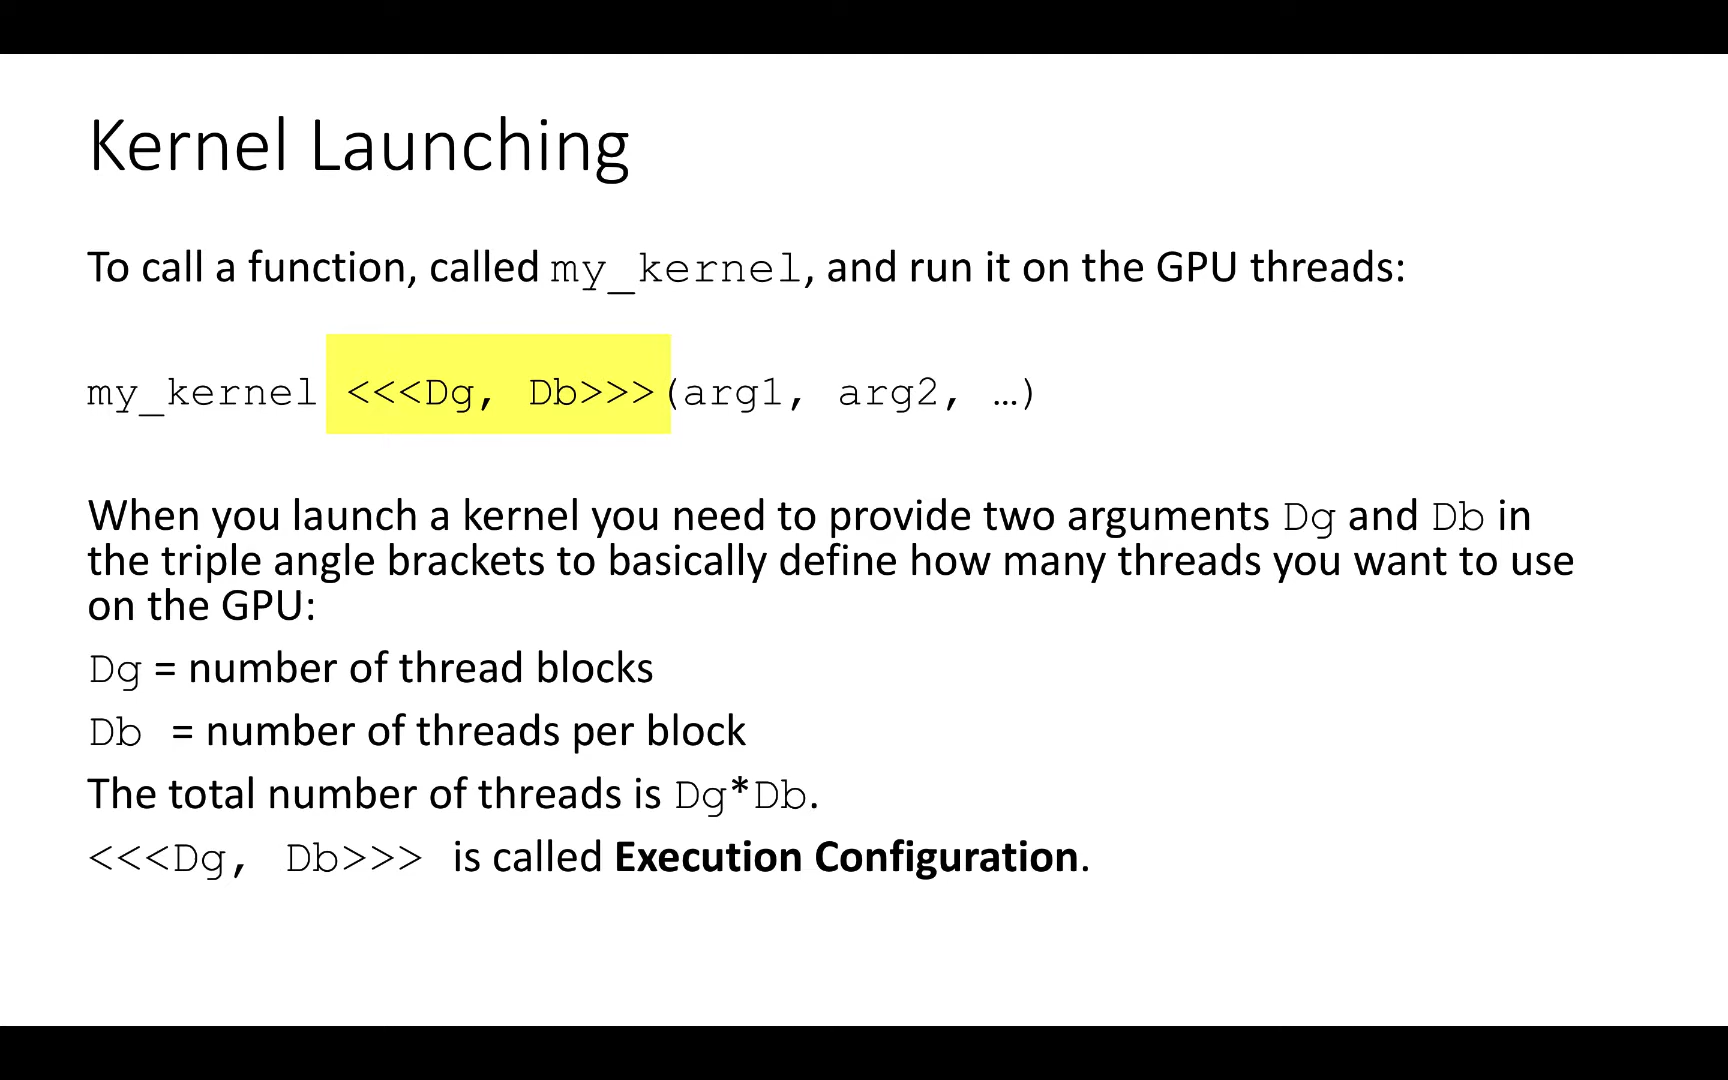 Kernel Launching
To call a function, called my_kernel, and run it on the GPU threads:
my_kernel <<<Dg, Db>>>(arg1, arg2, …)
When you launch a kernel you need to provide two arguments Dg and Db in
the triple angle brackets to basically define how many threads you want to use
on the GPU:
Dg = number of thread blocks
Db = number of threads per block
The total number of threads is Dg*Db.
<<<Dg, Db>>> is called Execution Configuration.